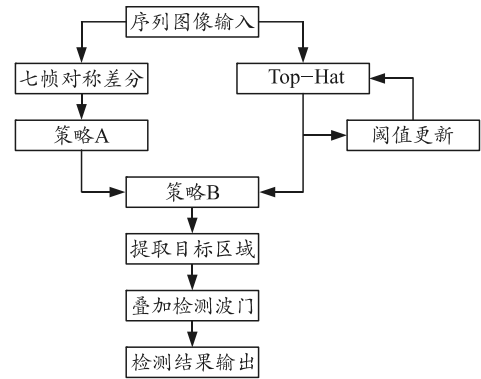 序列图像输入
七帧对称差分
Top-Hat
策略A
阈值更新
策略B
提取目标区域
叠加检测波门
检测结果输出